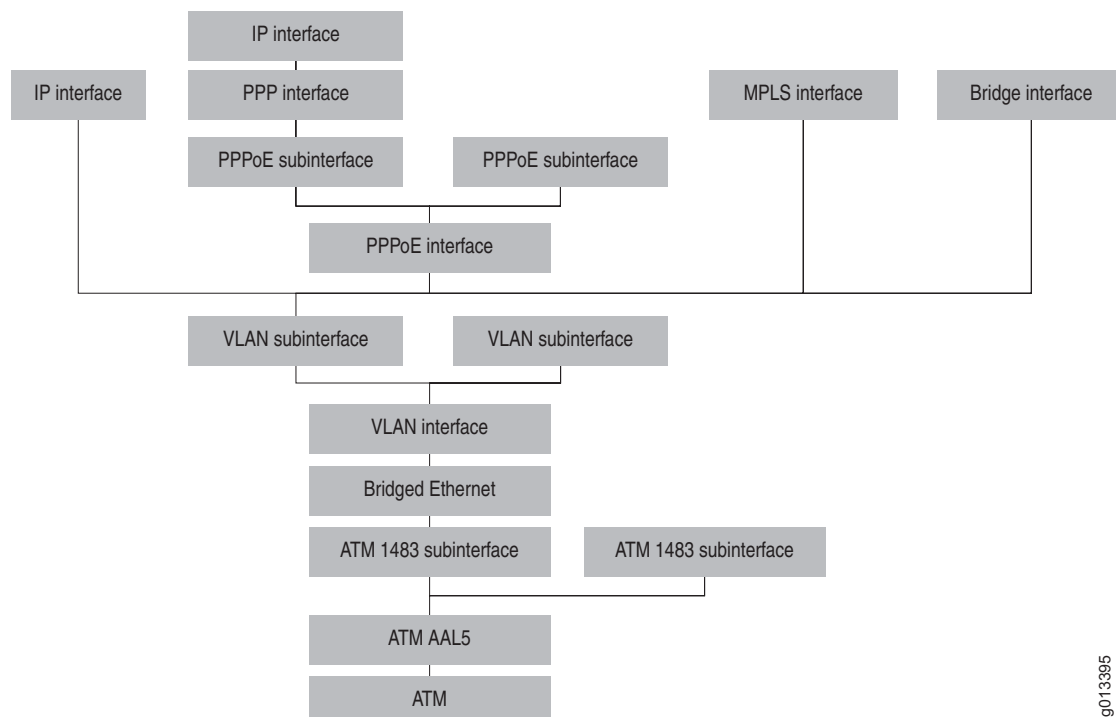 IP interface
IP interface
PPP interface
MPLS interface
Bridge interface
PPPoE subinterface
PPPoE subinterface
PPPoE interface
VLAN subinterface
VLAN subinterface
VLAN interface
Bridged Ethernet
ATM 1483 subinterface
ATM 1483 subinterface
ATM AAL5
ATM
g013395